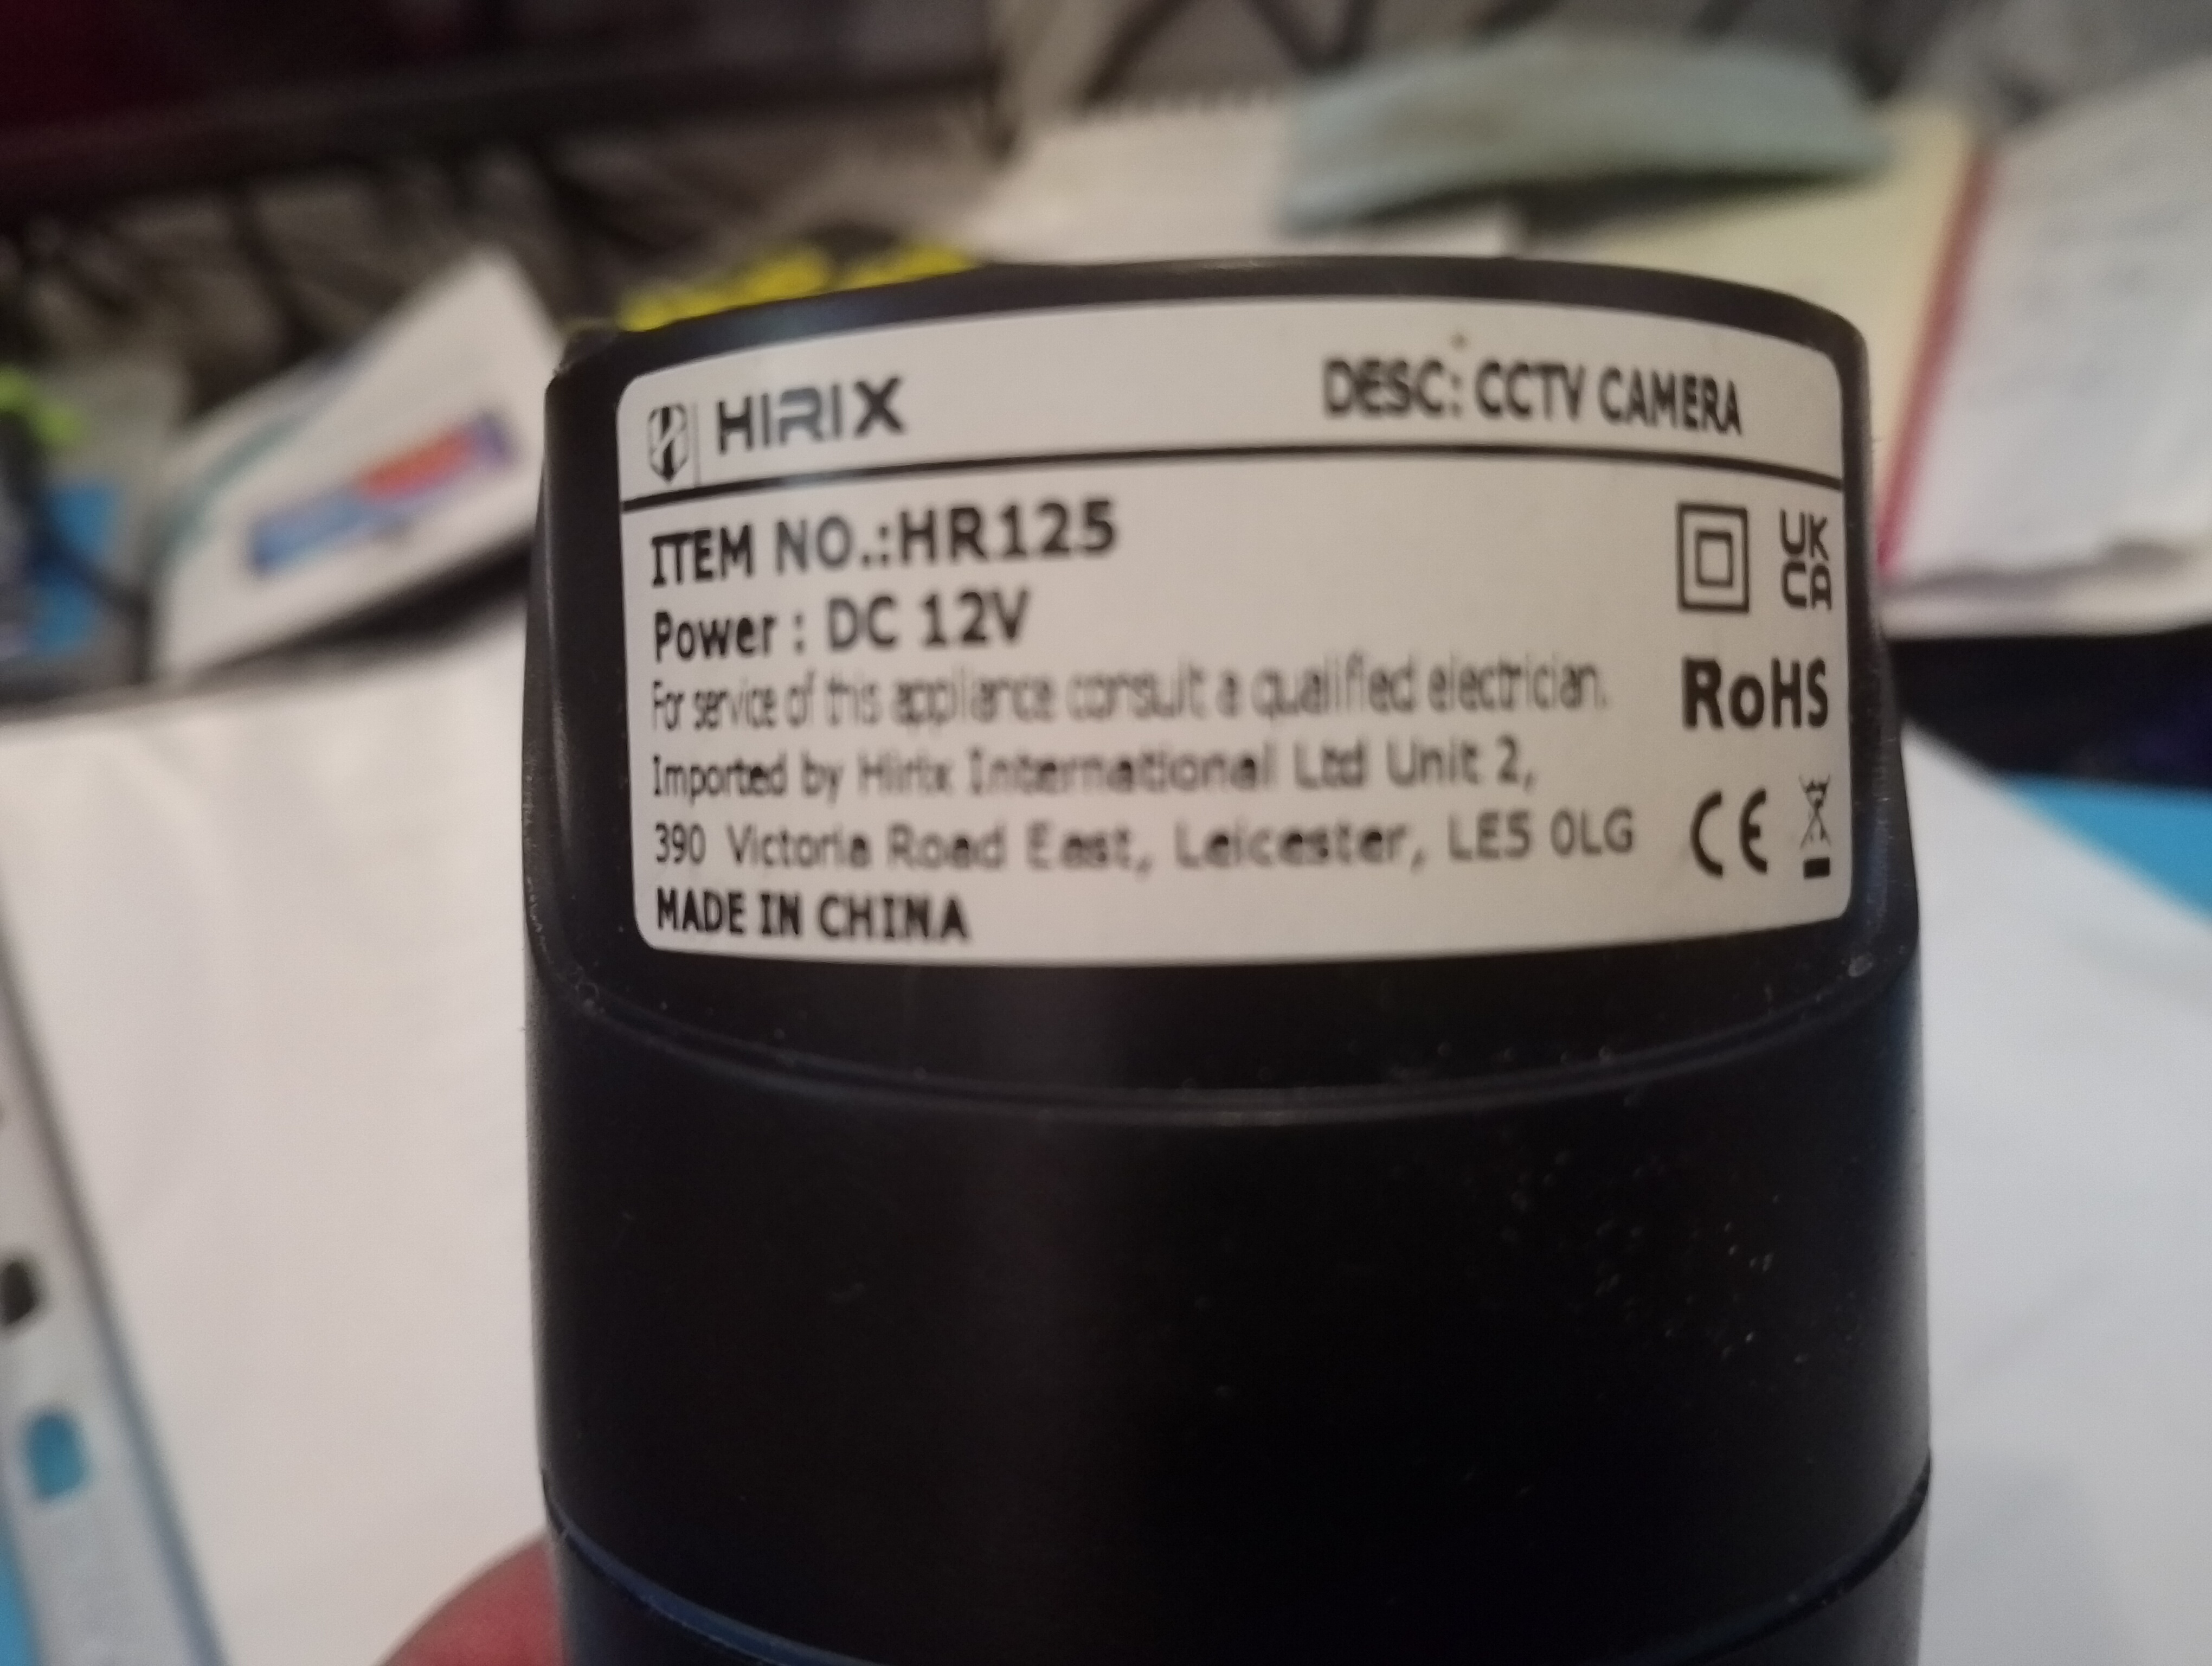 HIRIX DESC: CCTV CAMERA
ITEM NO.:HR125
Power : DC 12V
UK
CA
For service of this appliance consult a qualified electrician.
RoHS
Imported by Hirix International Ltd Unit 2,
390 Victoria Road East, Leicester, LE5 0LG
CE
MADE IN CHINA